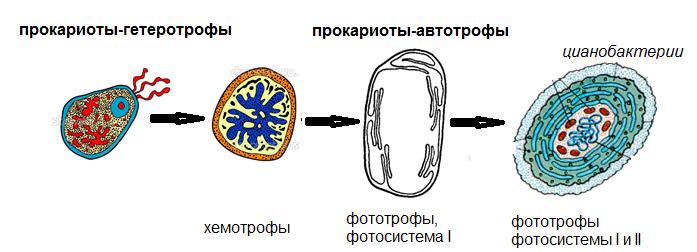 прокариоты-гетеротрофы
прокариоты-автотрофы
цианобактерии
хемотрофы
фототрофы,
фотосистема I
фототрофы
фотосистемы I и II